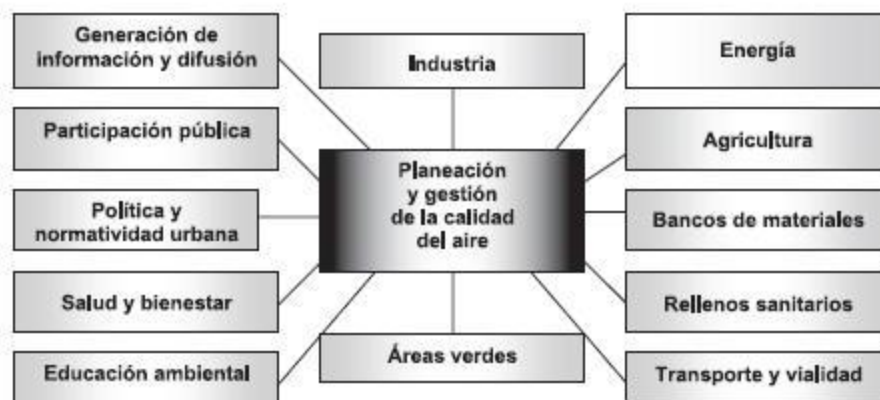 Generación de
información y difusión
Participación pública
Política y
normatividad urbana
Salud y bienestar
Educación ambiental
Industria
Planeación
y gestión
de la calidad
del aire
Áreas verdes
Energía
Agricultura
Bancos de materiales
Rellenos sanitarios
Transporte y vialidad